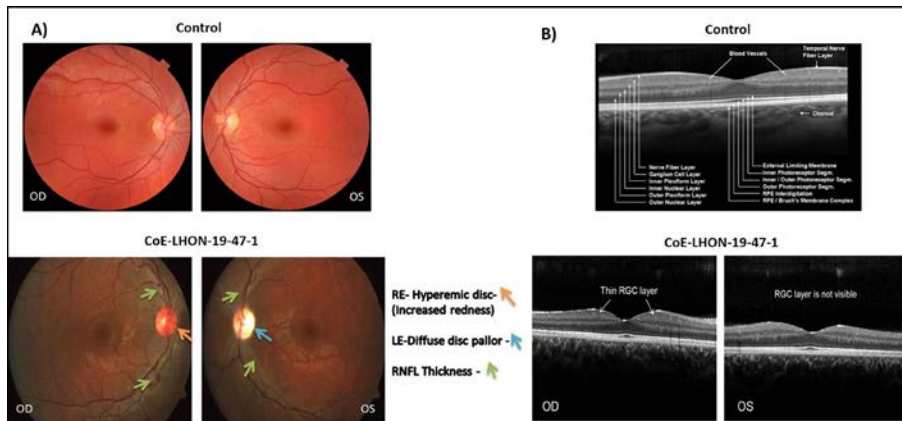 A)
Control
OD
OS
CoE-LHON-19-47-1
OD
OS
RE- Hyperemic disc-
(Increased redness)
LE-Diffuse disc pallor -
RNFL Thickness -
B)
Control
Blood Vessels
Temporal Nerve
Fiber Layer
Choroid
Nerve Fiber Layer
Ganglion Cell Layer
Inner Plexiform Layer
Inner Nuclear Layer
Outer Plexiform Layer
Outer Nuclear Layer
External Limiting Membrane
Inner Photoreceptor Segm.
Inner / Outer Photoreceptor Segm.
Outer Photoreceptor Segm.
RPE Interdigitation
RPE / Bruch's Membrane Complex
CoE-LHON-19-47-1
Thin RGC layer
OD
RGC layer is not visible
OS